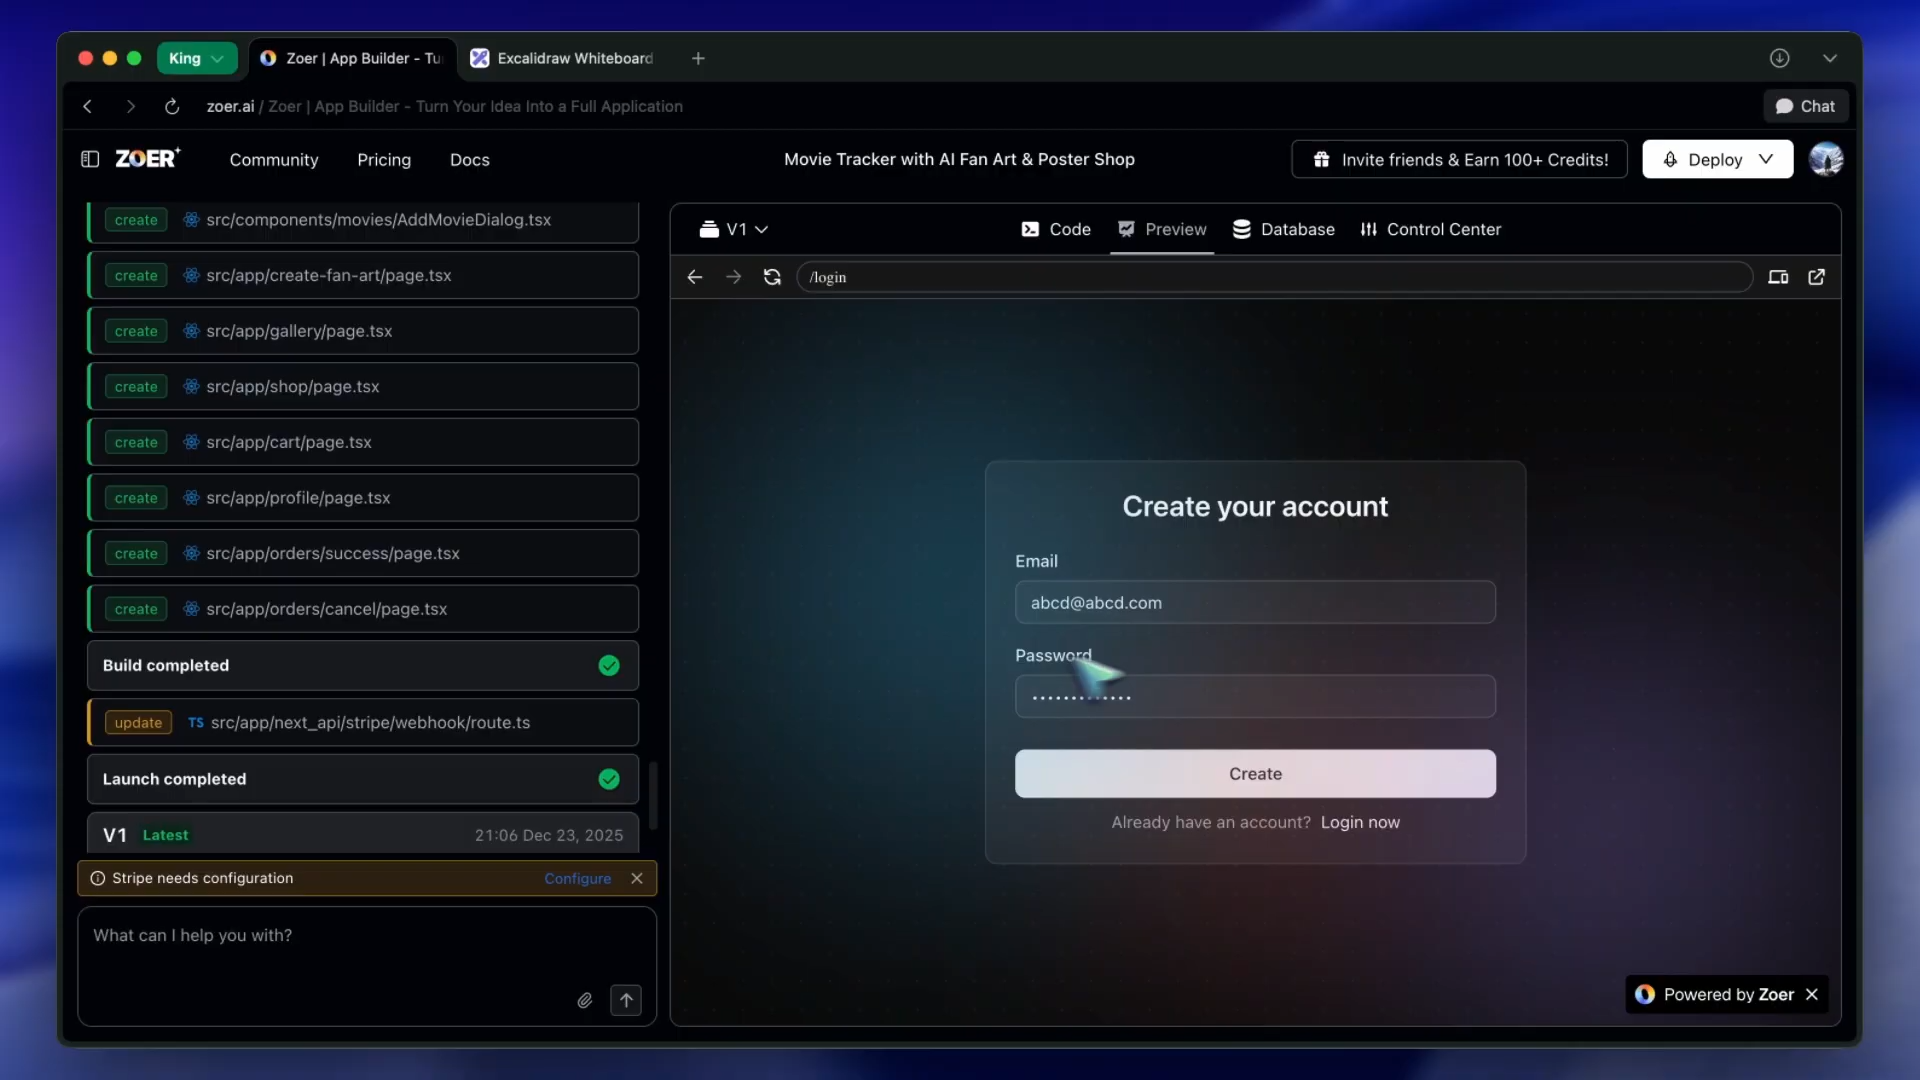 King
Zoer | App Builder - Tu
Excalidraw Whiteboard
zoer.ai / Zoer | App Builder - Turn Your Idea Into a Full Application
Chat
ZOER
Community
Pricing
Docs
Movie Tracker with AI Fan Art & Poster Shop
Invite friends & Earn 100+ Credits!
Deploy
create src/components/movies/AddMovieDialog.tsx
create src/app/create-fan-art/page.tsx
create src/app/gallery/page.tsx
create src/app/shop/page.tsx
create src/app/cart/page.tsx
create src/app/profile/page.tsx
create src/app/orders/success/page.tsx
create src/app/orders/cancel/page.tsx
Build completed
update TS src/app/next_api/stripe/webhook/route.ts
Launch completed
V1 Latest 21:06 Dec 23, 2025
Stripe needs configuration Configure
What can I help you with?
V1
Code
Preview
Database
Control Center
/login
Create your account
Email
abcd@abcd.com
Password
Create
Already have an account? Login now
Powered by Zoer